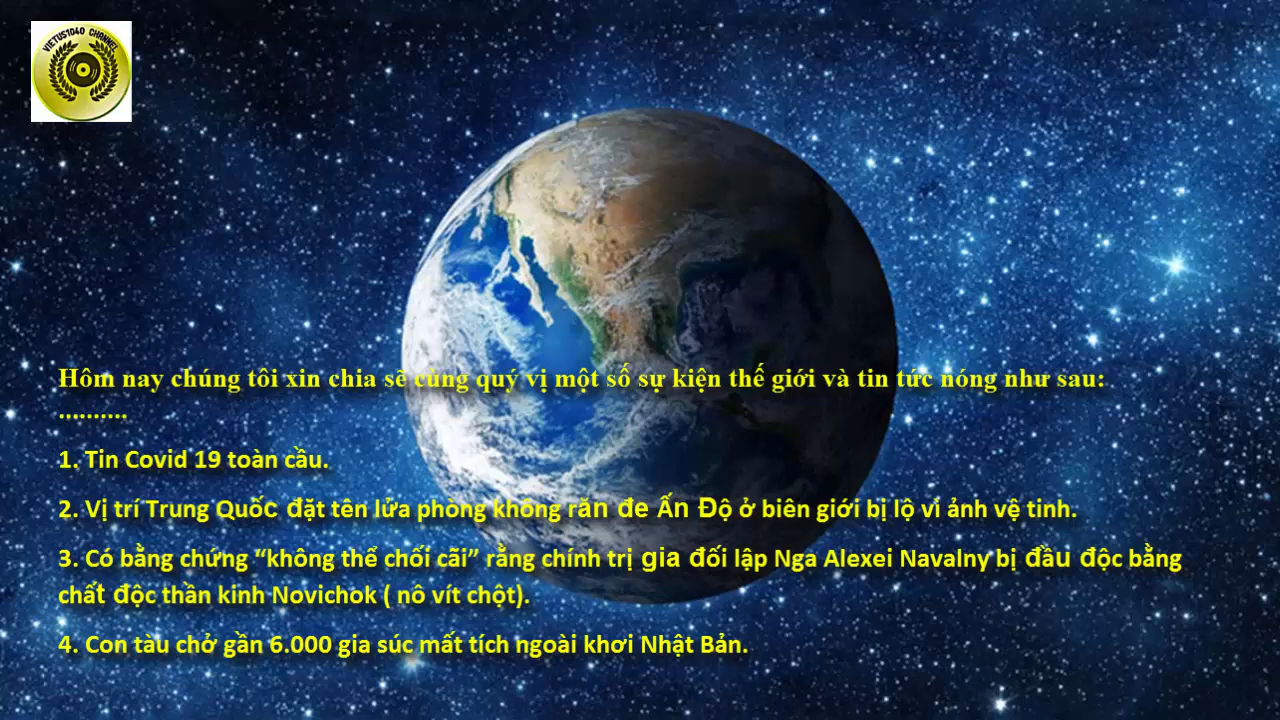 VIETUS1040 CHANNEL
Hôm nay chúng tôi xin chia sẽ cùng quý vị một số sự kiện thế giới và tin tức nóng như sau:
..........
1. Tin Covid 19 toàn cầu.
2. Vị trí Trung Quốc đặt tên lửa phòng không răn đe Ấn Độ ở biên giới bị lộ vì ảnh vệ tinh.
3. Có bằng chứng “không thể chối cãi” rằng chính trị gia đối lập Nga Alexei Navalny bị đầu độc bằng
chất độc thần kinh Novichok ( nô vít chột).
4. Con tàu chở gần 6.000 gia súc mất tích ngoài khơi Nhật Bản.